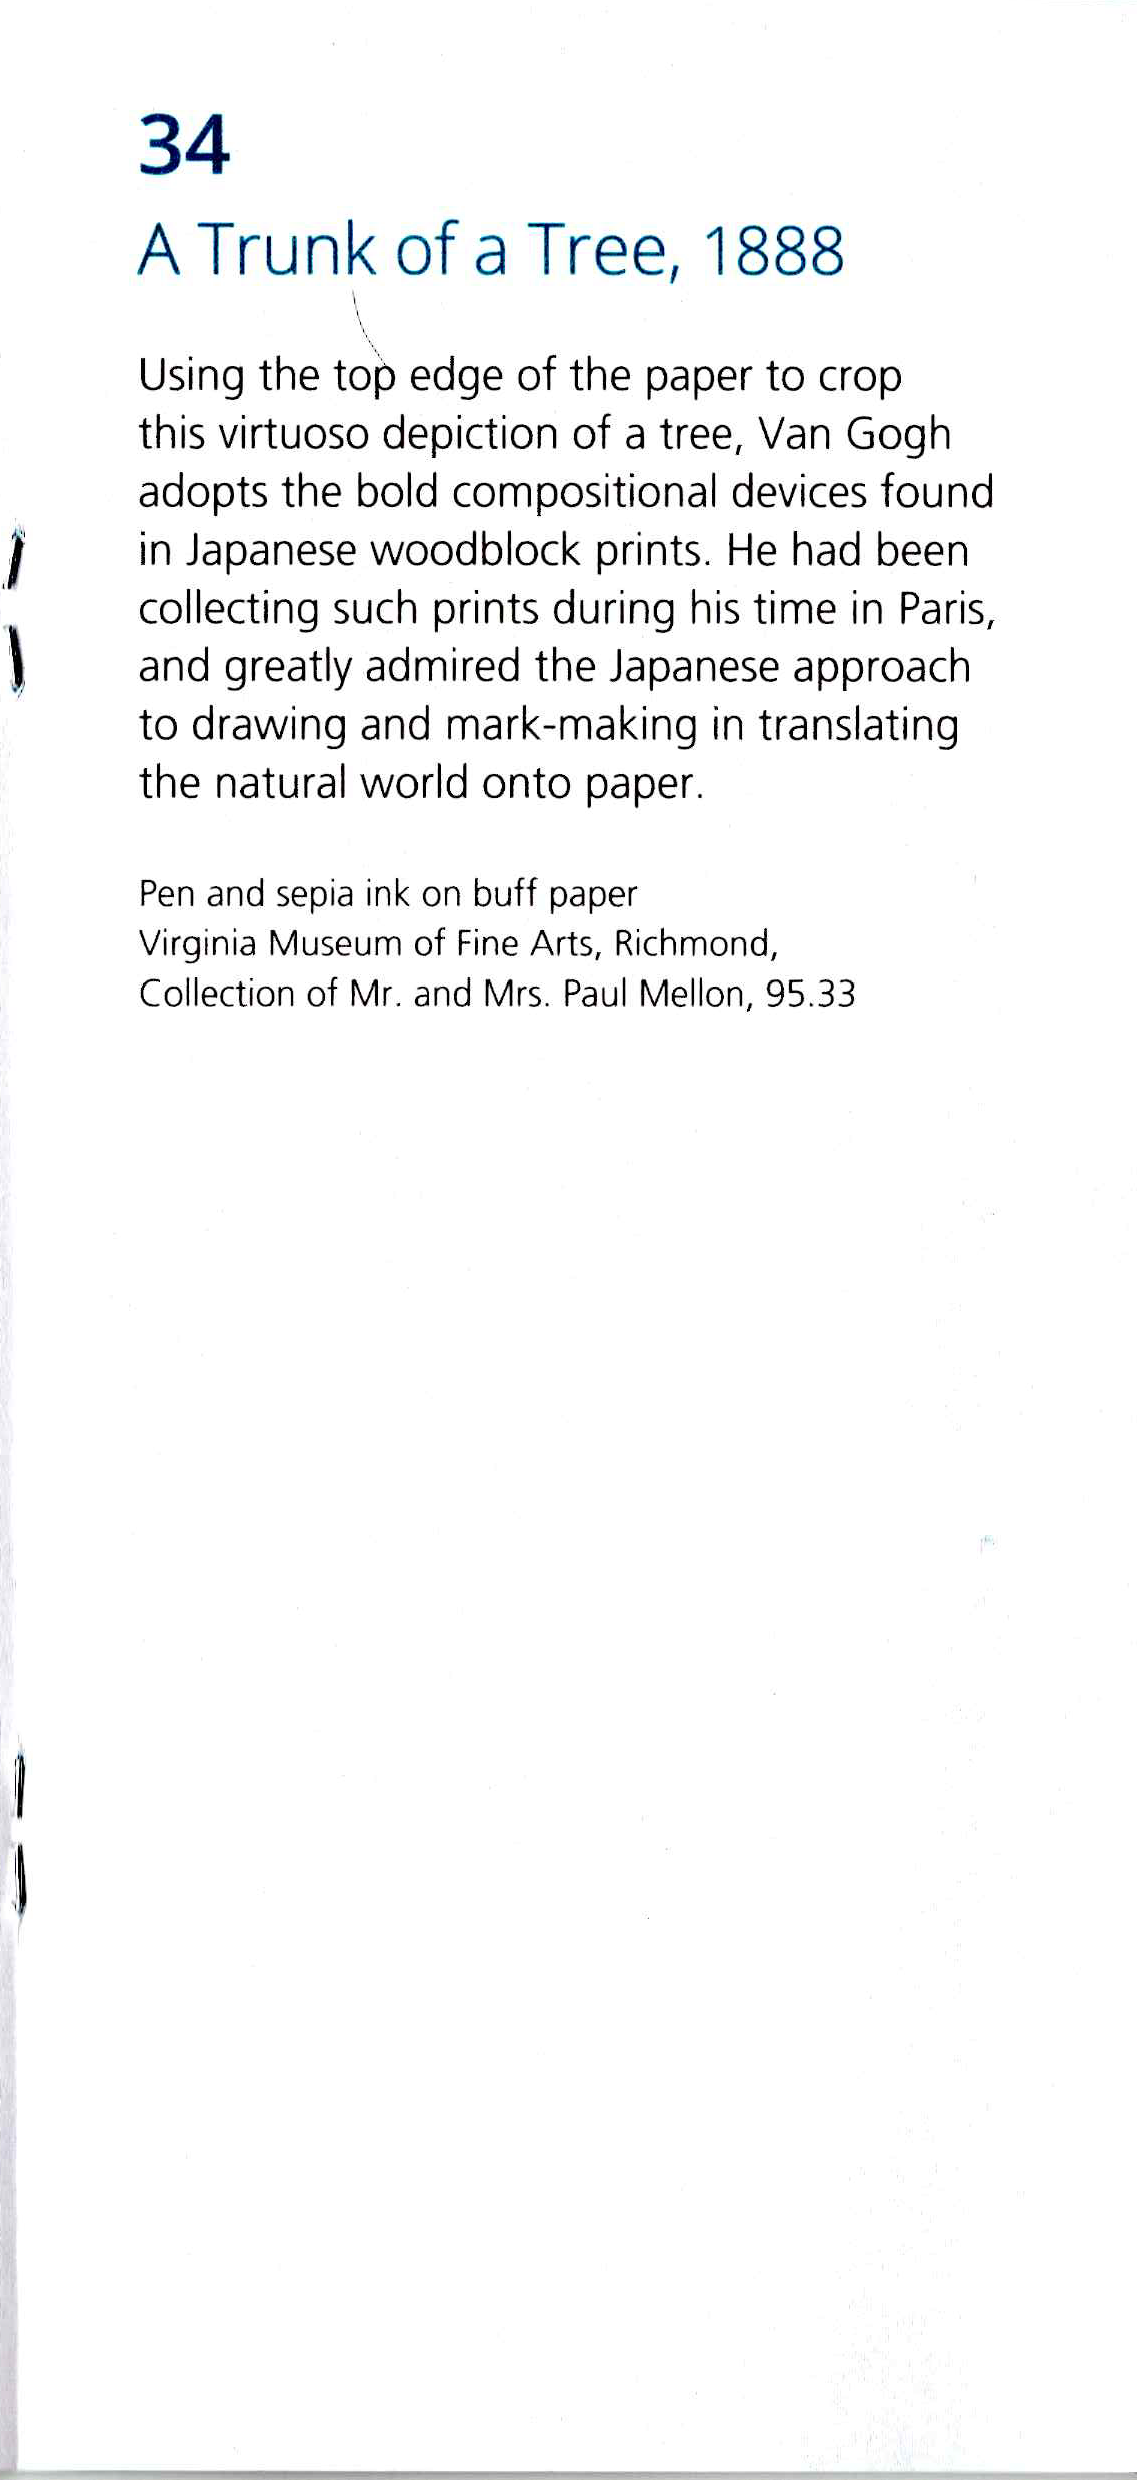 34
A Trunk of a Tree, 1888
Using the top edge of the paper to crop
this virtuoso depiction of a tree, Van Gogh
adopts the bold compositional devices found
in Japanese woodblock prints. He had been
collecting such prints during his time in Paris,
and greatly admired the Japanese approach
to drawing and mark-making in translating
the natural world onto paper.
Pen and sepia ink on buff paper
Virginia Museum of Fine Arts, Richmond,
Collection of Mr. and Mrs. Paul Mellon, 95.33